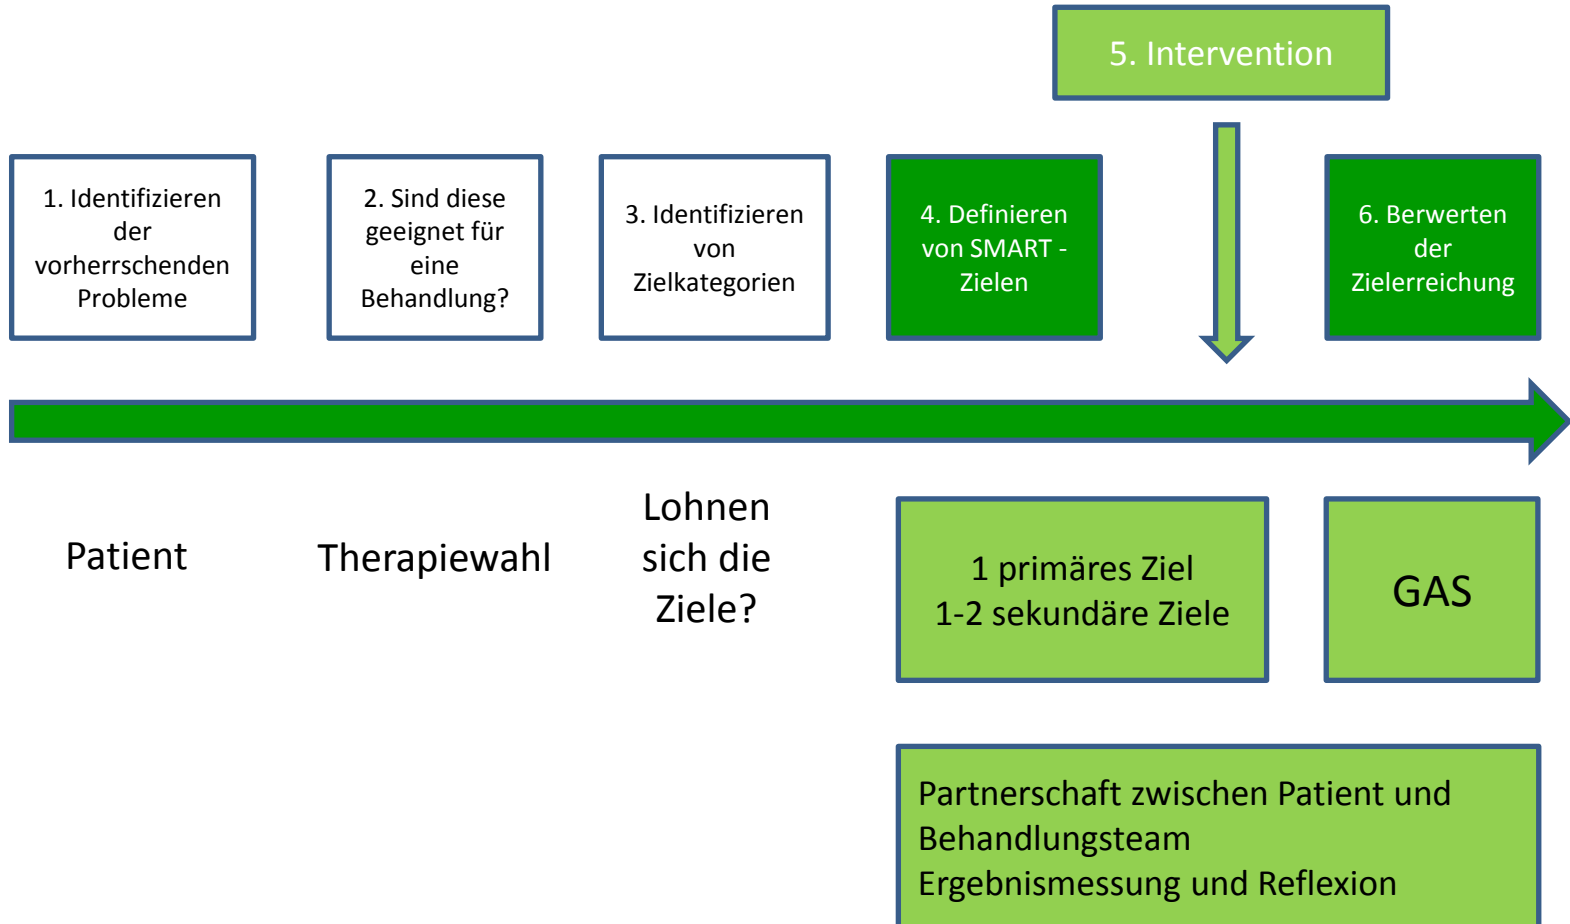 5. Intervention
1. Identifizieren
der
vorherrschenden
Probleme
2. Sind diese
geeignet für
eine
Behandlung?
3. Identifizieren
von
Zielkategorien
4. Definieren
von SMART -
Zielen
6. Berwerten
der
Zielerreichung
Patient
Therapiewahl
Lohnen
sich die
Ziele?
1 primäres Ziel
1-2 sekundäre Ziele
GAS
Partnerschaft zwischen Patient und
Behandlungsteam
Ergebnismessung und Reflexion